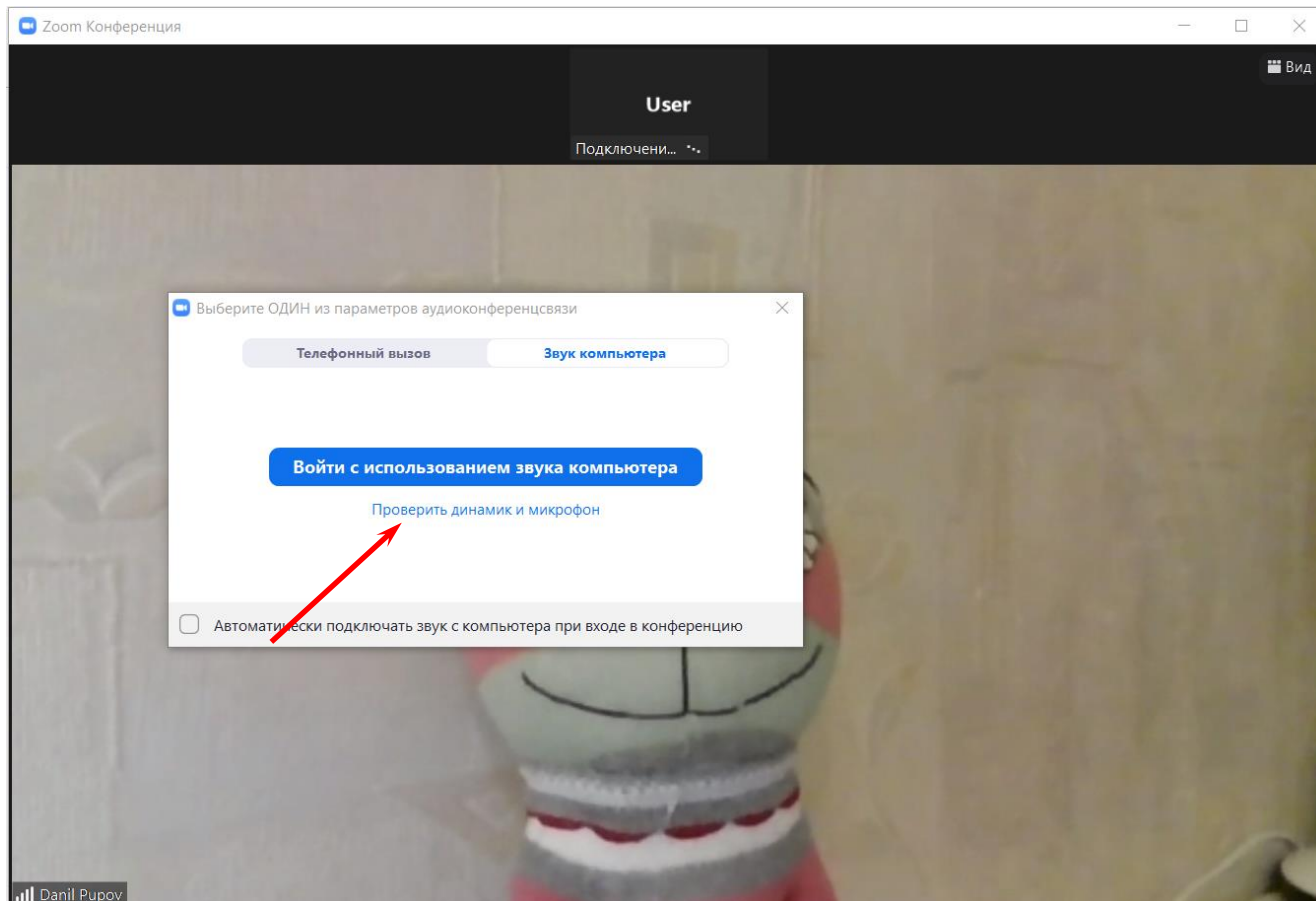 Zoom Конференция
Вид
User
Подключени...
Выберите ОДИН из параметров аудиоконференцсвязи
Телефонный вызов
Звук компьютера
Войти с использованием звука компьютера
Проверить динамик и микрофон
Автоматически подключать звук с компьютера при входе в конференцию
Danil Pupov